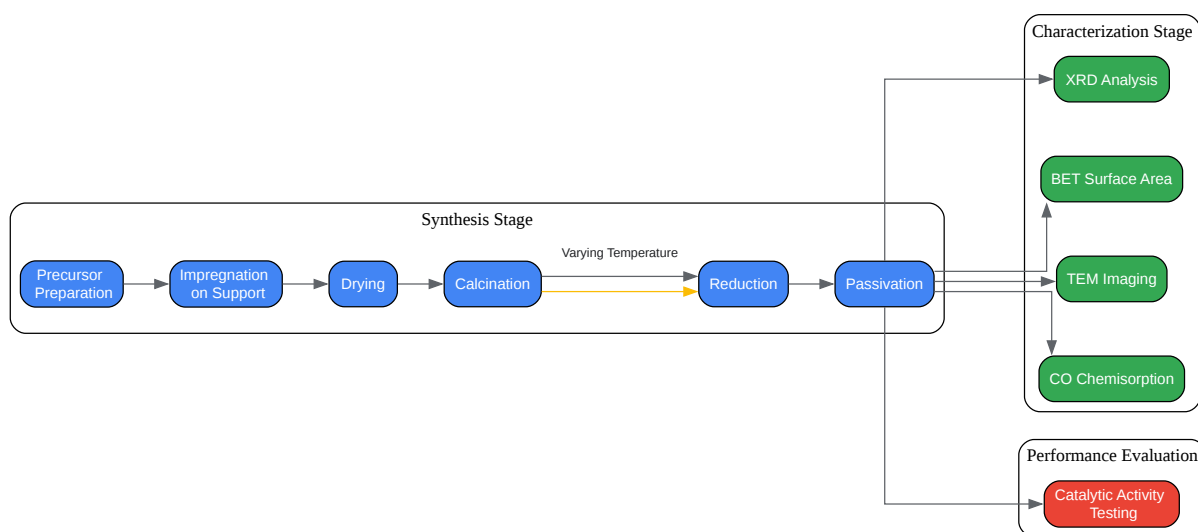 Characterization Stage
XRD Analysis
BET Surface Area
Synthesis Stage
Varying Temperature
Precursor
Preparation
Impregnation
on Support
Drying
Calcination
Reduction
Passivation
TEM Imaging
CO Chemisorption
Performance Evaluation
Catalytic Activity
Testing